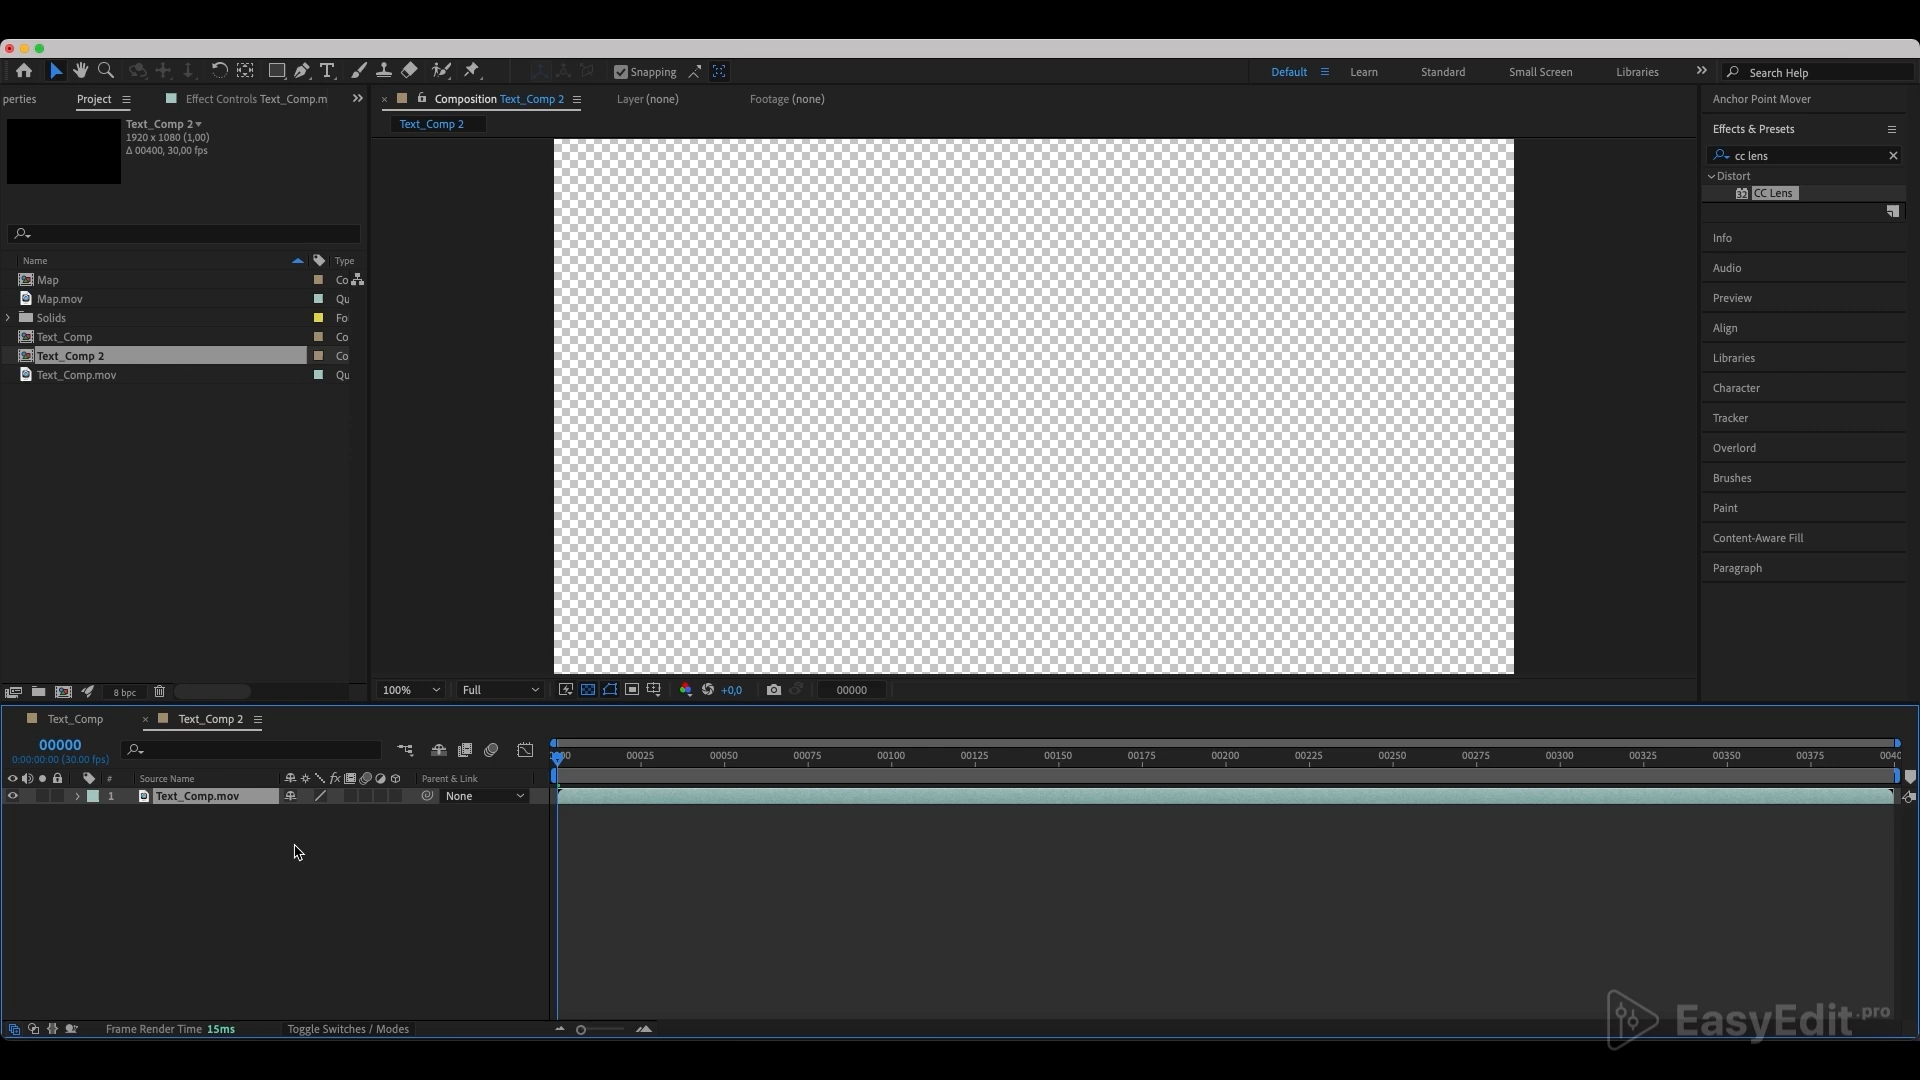 Snapping
Default
Learn
Standard
Small Screen
Libraries
Search Help
perties
Project
Effect Controls Text_Comp.m
Composition Text_Comp 2
Layer (none)
Footage (none)
Text_Comp 2
Text_Comp 2
1920 x 1080 (1,00)
Δ 00400, 30,00 fps
Name
Type
Map
Co
Map.mov
Qu
Solids
Fo
Text_Comp
Co
Text_Comp 2
Co
Text_Comp.mov
Qu
8 bpc
100%
Full
+0,0
00000
Anchor Point Mover
Effects & Presets
cc lens
Distort
32 CC Lens
Info
Audio
Preview
Align
Libraries
Character
Tracker
Overlord
Brushes
Paint
Content-Aware Fill
Paragraph
Text_Comp
Text_Comp 2
00000
0:00:00:00 (30.00 fps)
# Source Name
fx
Parent & Link
1 Text_Comp.mov
None
00 00025 00050 00075 00100 00125 00150 00175 00200 00225 00250 00275 00300 00325 00350 00375 0040
Frame Render Time 15ms
Toggle Switches / Modes
EasyEdit.pro